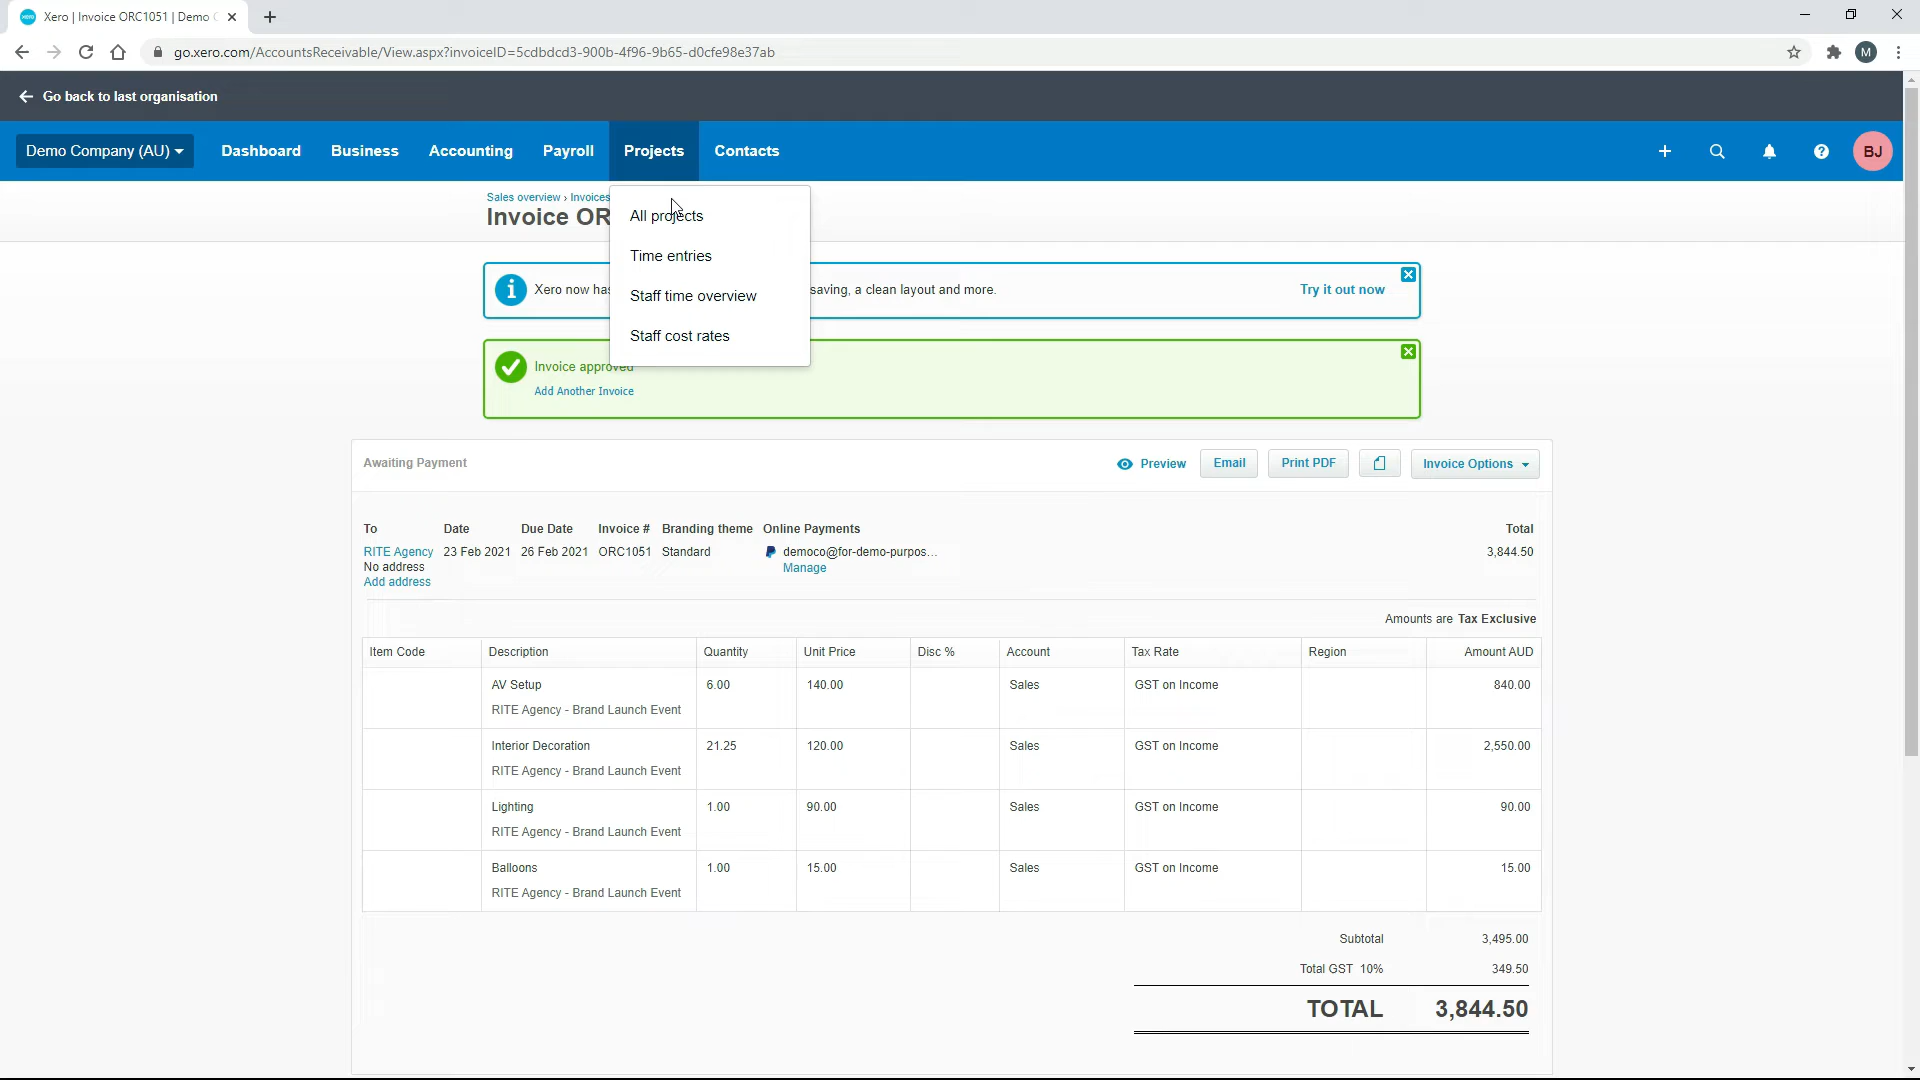 Xero | Invoice ORC1051 | Demo C
go.xero.com/AccountsReceivable/View.aspx?invoiceID=5cdbdcd3-900b-4f96-9b65-d0cfe98e37ab
M
Go back to last organisation
Demo Company (AU) Dashboard Business Accounting Payroll Projects Contacts BJ
Sales overview › Invoices
Invoice OR
All projects
Time entries
Staff time overview
Staff cost rates
Xero now has saving, a clean layout and more. Try it out now
Invoice approved
Add Another Invoice
Awaiting Payment Preview Email Print PDF Invoice Options
To Date Due Date Invoice # Branding theme Online Payments Total
RITE Agency 23 Feb 2021 26 Feb 2021 ORC1051 Standard democo@for-demo-purpos... 3,844.50
No address Manage
Add address
Amounts are Tax Exclusive
Item Code Description Quantity Unit Price Disc % Account Tax Rate Region Amount AUD
AV Setup 6.00 140.00 Sales GST on Income 840.00
RITE Agency - Brand Launch Event
Interior Decoration 21.25 120.00 Sales GST on Income 2,550.00
RITE Agency - Brand Launch Event
Lighting 1.00 90.00 Sales GST on Income 90.00
RITE Agency - Brand Launch Event
Balloons 1.00 15.00 Sales GST on Income 15.00
RITE Agency - Brand Launch Event
Subtotal 3,495.00
Total GST 10% 349.50
TOTAL 3,844.50